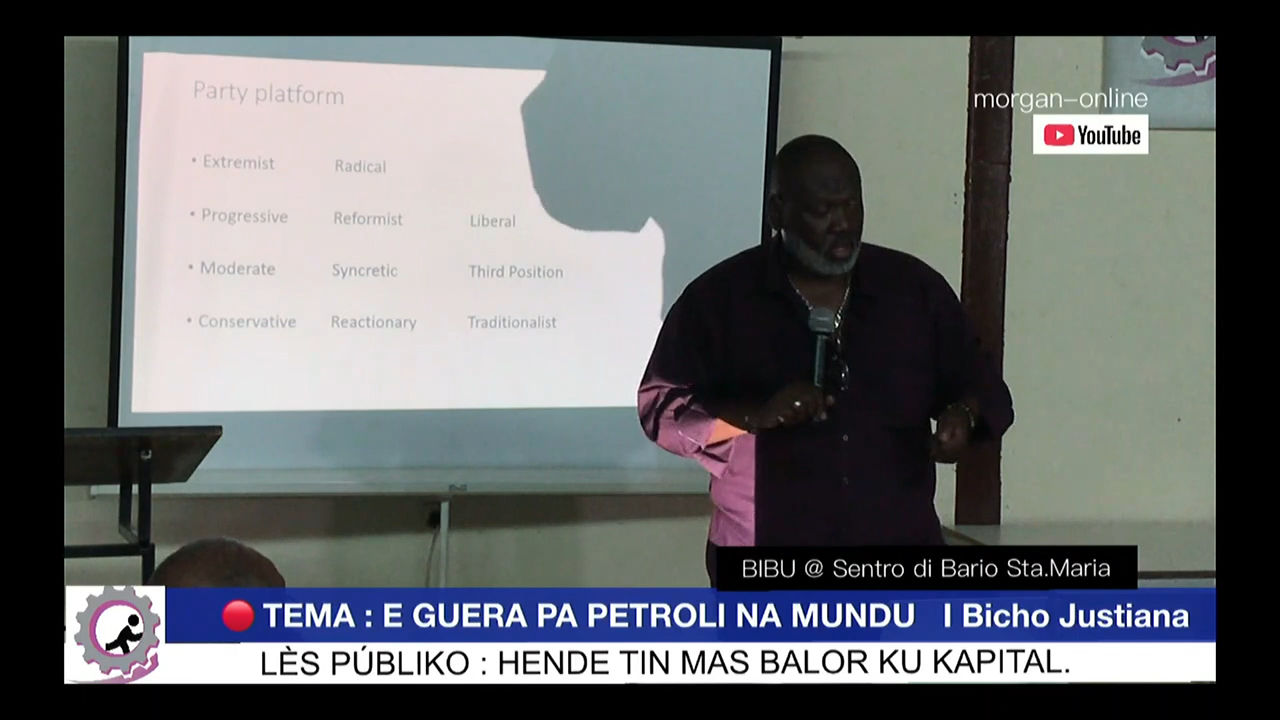 Party platform
• Extremist Radical
• Progressive Reformist Liberal
• Moderate Syncretic Third Position
• Conservative Reactionary Traditionalist
morgan-online
YouTube
BIBU @ Sentro di Bario Sta.Maria
TEMA : E GUERA PA PETROLI NA MUNDU I Bicho Justiana
LÈS PÚBLIKO : HENDE TIN MAS BALOR KU KAPITAL.